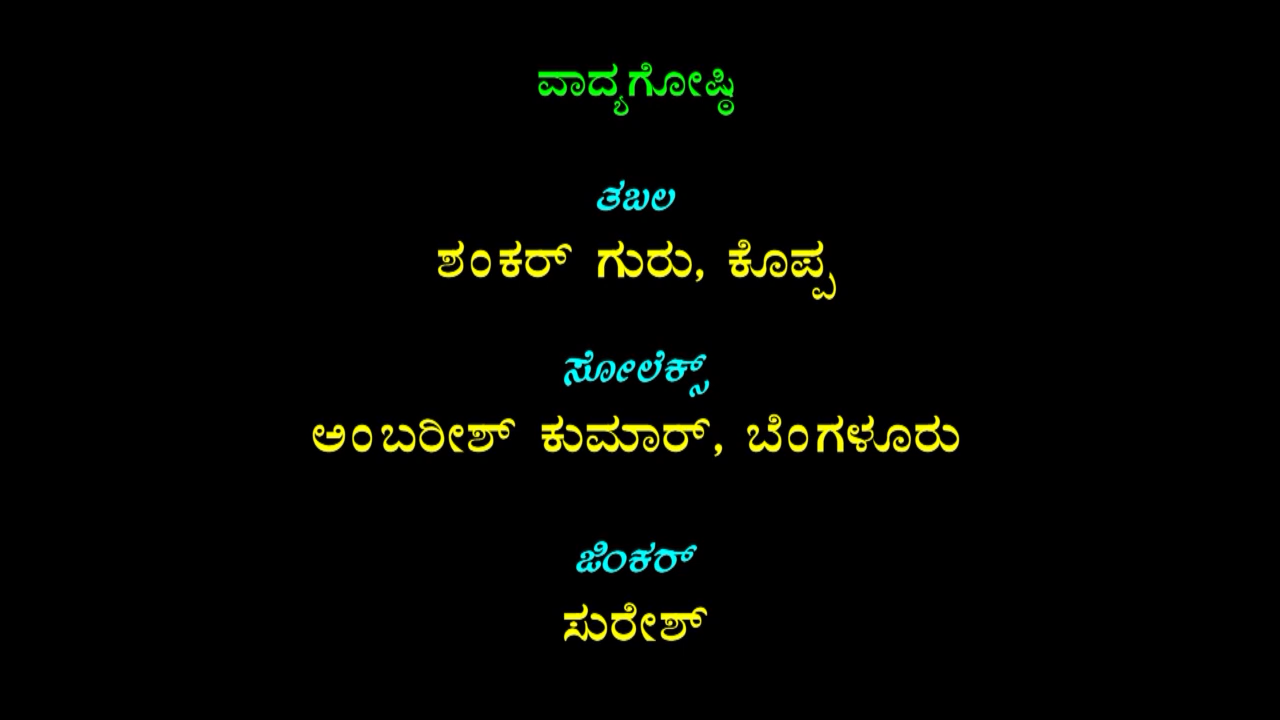 ವಾದ್ಯಗೋಷ್ಠಿ
ತಬಲ
ಶಂಕರ್ ಗುರು, ಕೊಪ್ಪ
ಸೋಲೆಕ್ಸ್
ಅಂಬರೀಶ್ ಕುಮಾರ್, ಬೆಂಗಳೂರು
ಜೆಂಕರ್
ಸುರೇಶ್